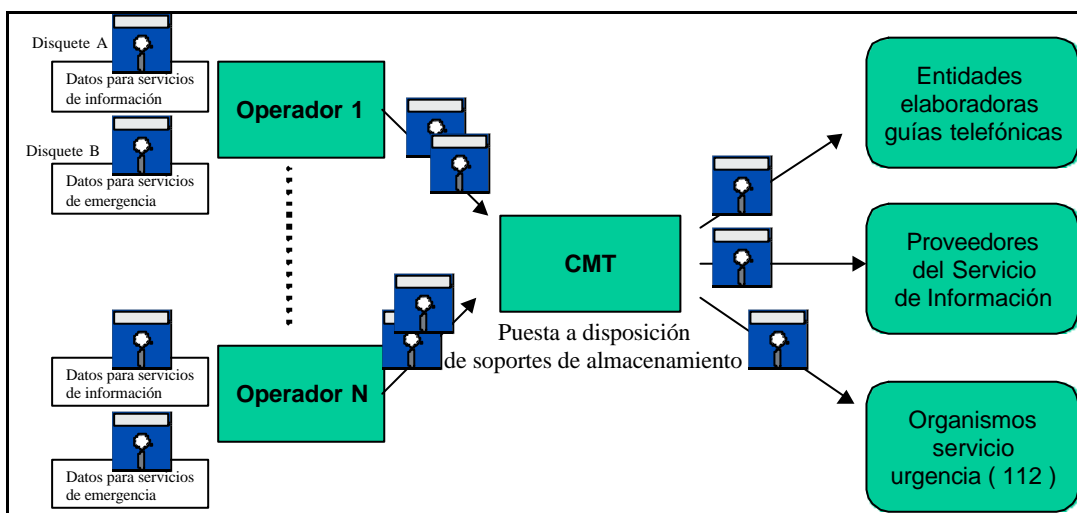 Disquete A
Datos para servicios
de información
Disquete B
Datos para servicios
de emergencia
Operador 1
Datos para servicios
de información
Datos para servicios
de emergencia
Operador N
CMT
Puesta a disposición
de soportes de almacenamiento
Entidades
elaboradoras
guías telefónicas
Proveedores
del Servicio
de Información
Organismos
servicio
urgencia ( 112 )